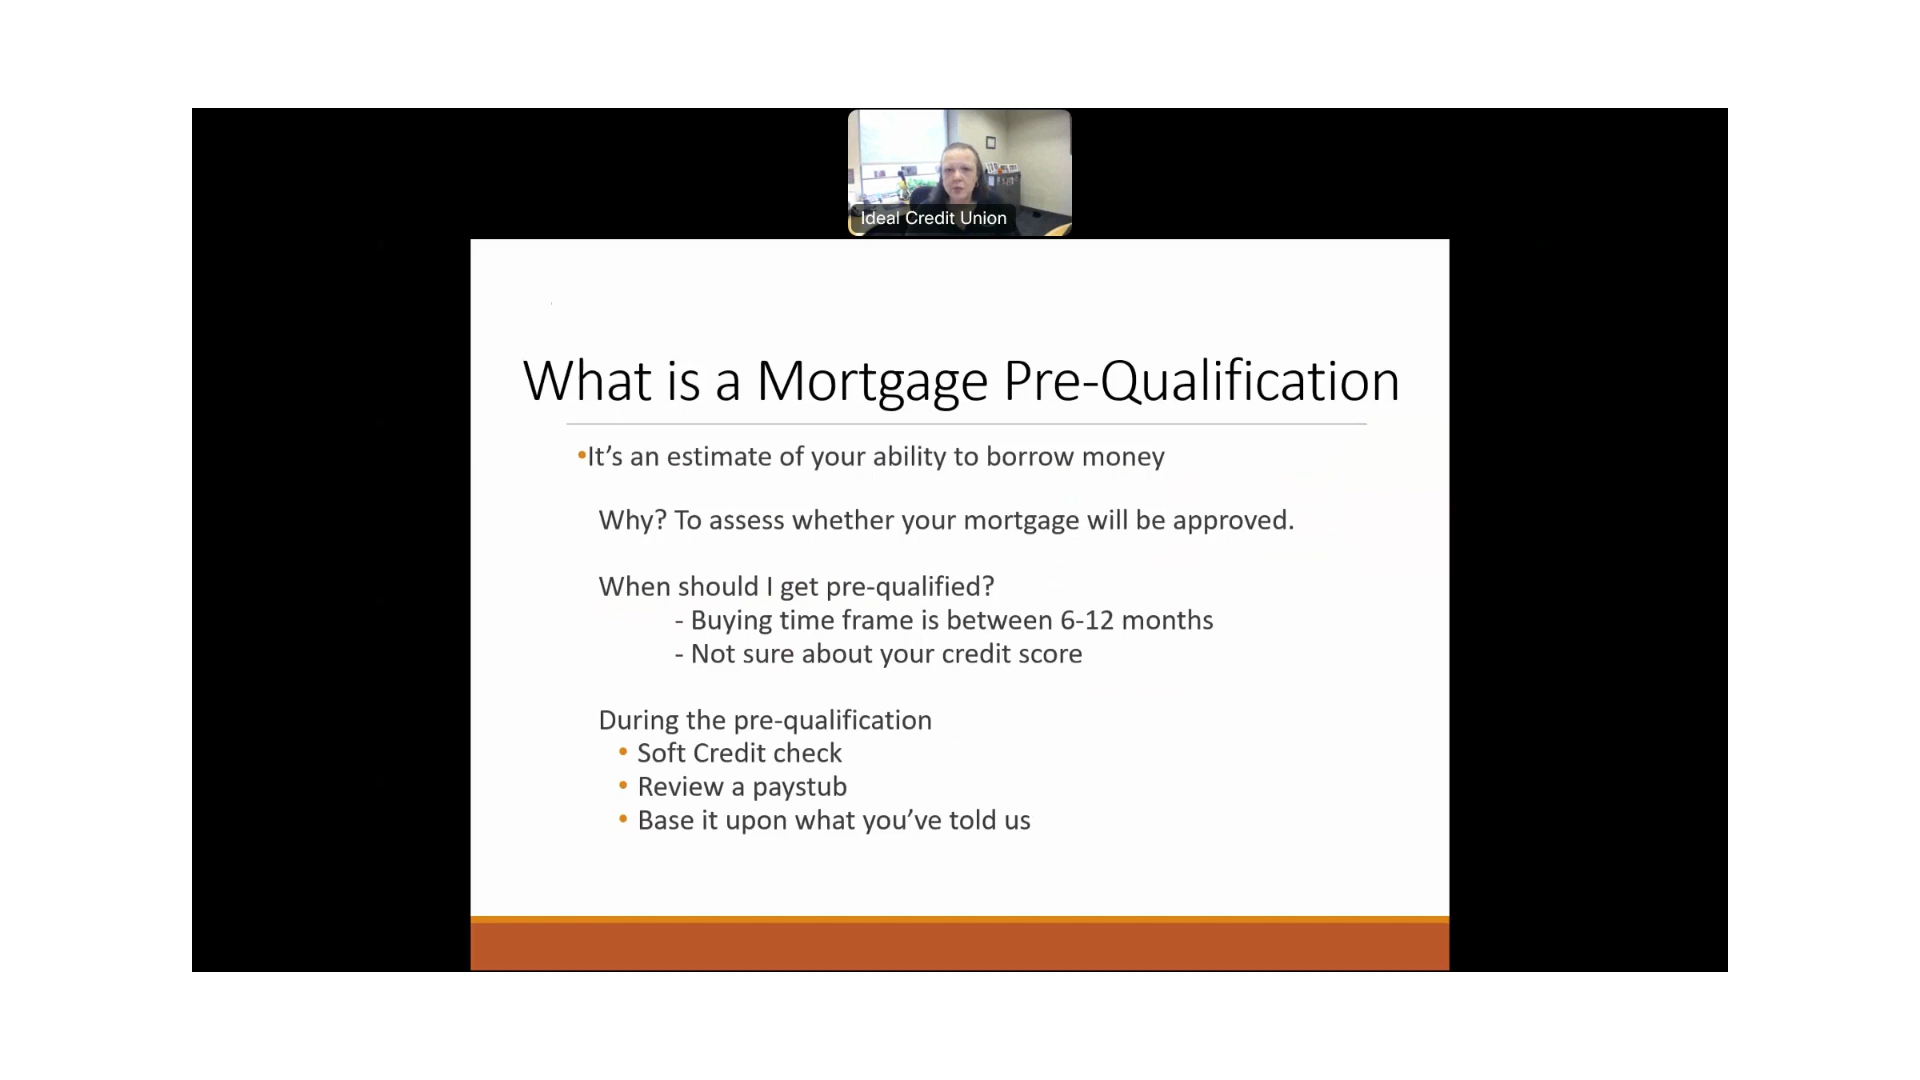 Ideal Credit Union
What is a Mortgage Pre-Qualification
•It’s an estimate of your ability to borrow money
Why? To assess whether your mortgage will be approved.
When should I get pre-qualified?
- Buying time frame is between 6-12 months
- Not sure about your credit score
During the pre-qualification
• Soft Credit check
• Review a paystub
• Base it upon what you’ve told us